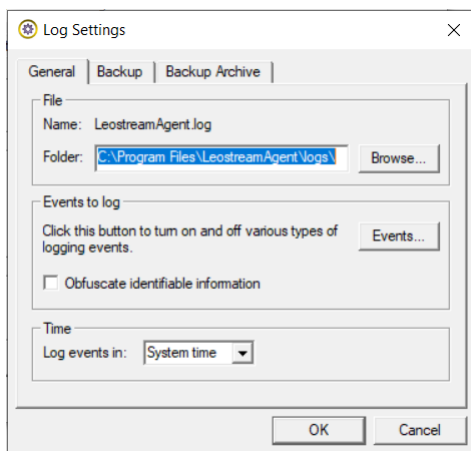 Log Settings
General Backup Backup Archive
File
Name: LeostreamAgent.log
Folder: C:\Program Files\LeostreamAgent\logs\ Browse...
Events to log
Click this button to turn on and off various types of Events...
logging events.
Obfuscate identifiable information
Time
Log events in: System time
OK Cancel